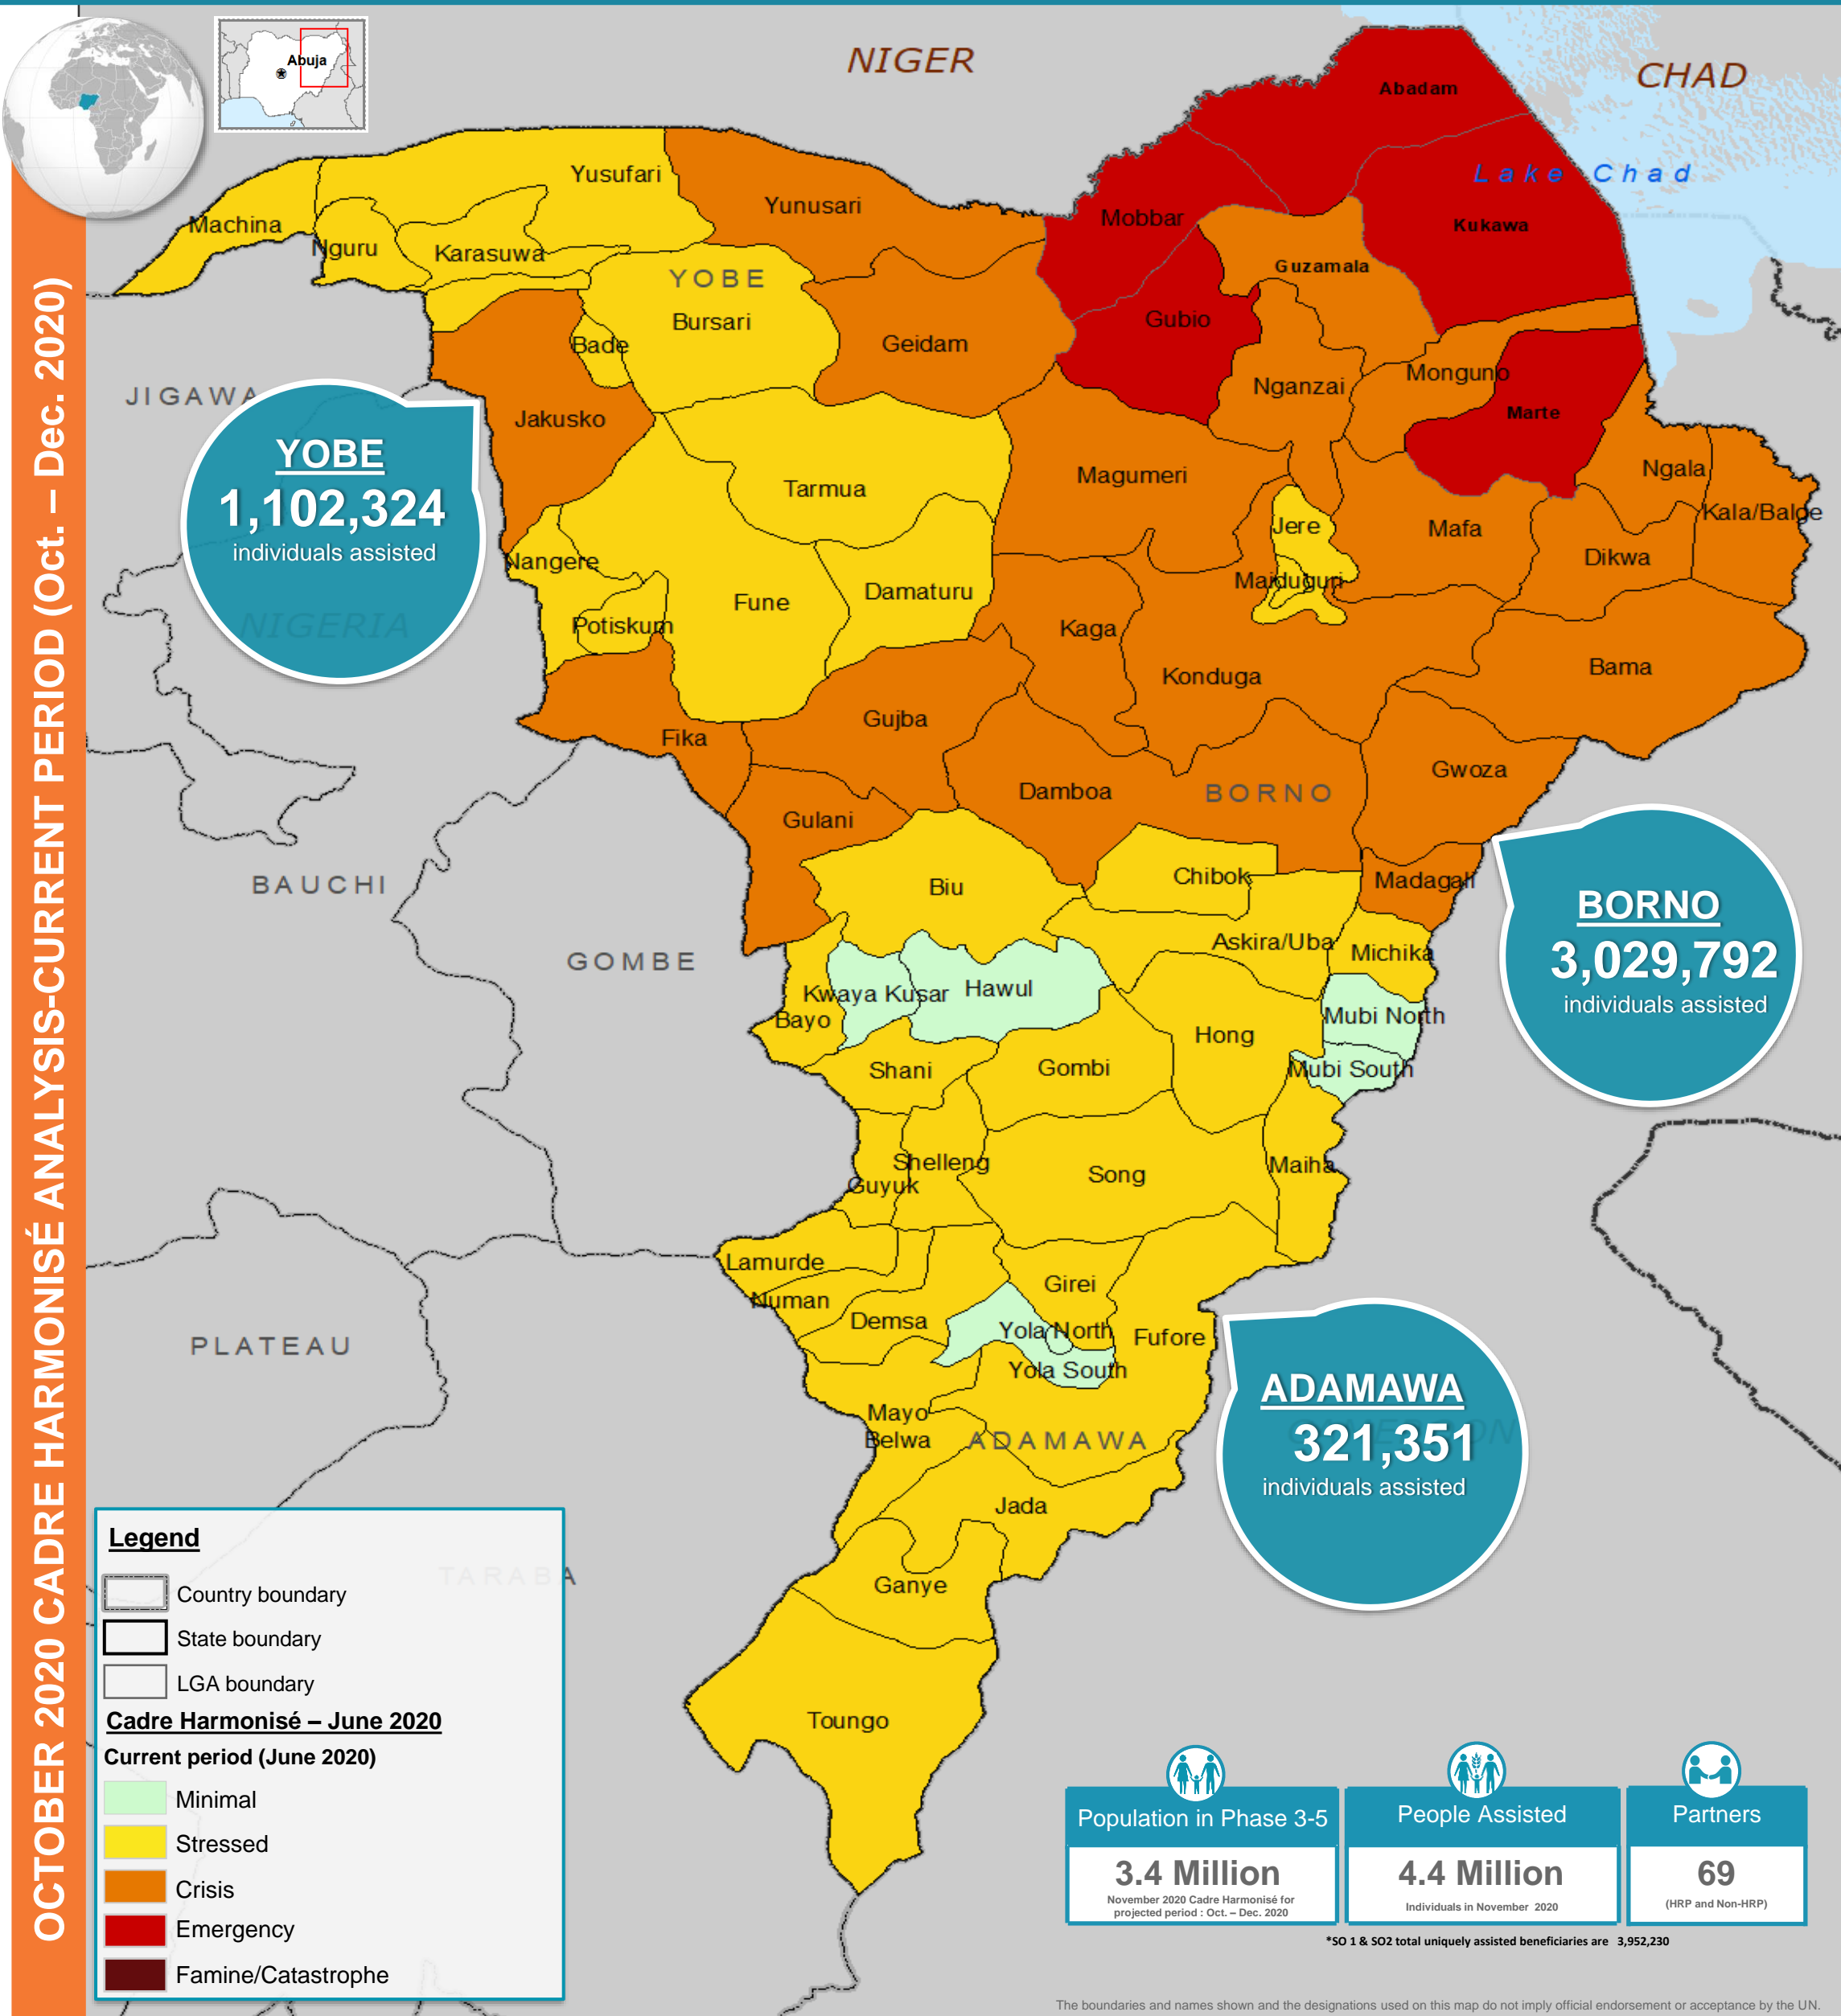 OCTOBER 2020 CADRE HARMONISÉ ANALYSIS-CURRENT PERIOD (Oct. – Dec. 2020)
Abuja
NIGER
CHAD
Lake Chad
Abadam
Kukawa
Mobbar
Guzamala
Gubio
Yusufari
Yunusari
Machina
Nguru
Karasuwa
YOBE
Bursari
Bade
Geidam
Nganzai
Monguno
Marte
JIGAWA
Jakusko
Tarmua
Magumeri
Ngala
Kala/Balge
Jere
Mafa
Dikwa
Maiduguri
Nangere
Fune
Damaturu
Potiskum
Kaga
Konduga
Bama
NIGERIA
YOBE
1,102,324
individuals assisted
Fika
Gujba
Gulani
Damboa
BORNO
Gwoza
Madagali
Biu
Chibok
Askira/Uba
Michika
BAUCHI
GOMBE
Kwaya Kusar
Hawul
Bayo
Mubi North
Mubi South
Hong
Shani
Gombi
BORNO
3,029,792
individuals assisted
Shelleng
Guyuk
Song
Maiha
Lamurde
Numan
Demsa
Girei
Yola North
Yola South
Fufore
PLATEAU
Mayo
Belwa
ADAMAWA
Jada
Ganye
Toungo
TARABA
ADAMAWA
321,351
individuals assisted
Legend
Country boundary
State boundary
LGA boundary
Cadre Harmonisé – June 2020
Current period (June 2020)
Minimal
Stressed
Crisis
Emergency
Famine/Catastrophe
Population in Phase 3-5
3.4 Million
November 2020 Cadre Harmonisé for
projected period : Oct. – Dec. 2020
People Assisted
4.4 Million
Individuals in November 2020
Partners
69
(HRP and Non-HRP)
*SO 1 & SO2 total uniquely assisted beneficiaries are 3,952,230
The boundaries and names shown and the designations used on this map do not imply official endorsement or acceptance by the UN.